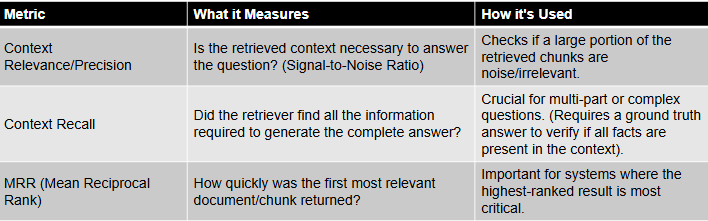 Metric
What it Measures
How it's Used
Context
Relevance/Precision
Is the retrieved context necessary to answer
the question? (Signal-to-Noise Ratio)
Checks if a large portion of the
retrieved chunks are
noise/irrelevant.
Context Recall
Did the retriever find all the information
required to generate the complete answer?
Crucial for multi-part or complex
questions. (Requires a ground truth
answer to verify if all facts are
present in the context).
MRR (Mean Reciprocal
Rank)
How quickly was the first most relevant
document/chunk returned?
Important for systems where the
highest-ranked result is most
critical.